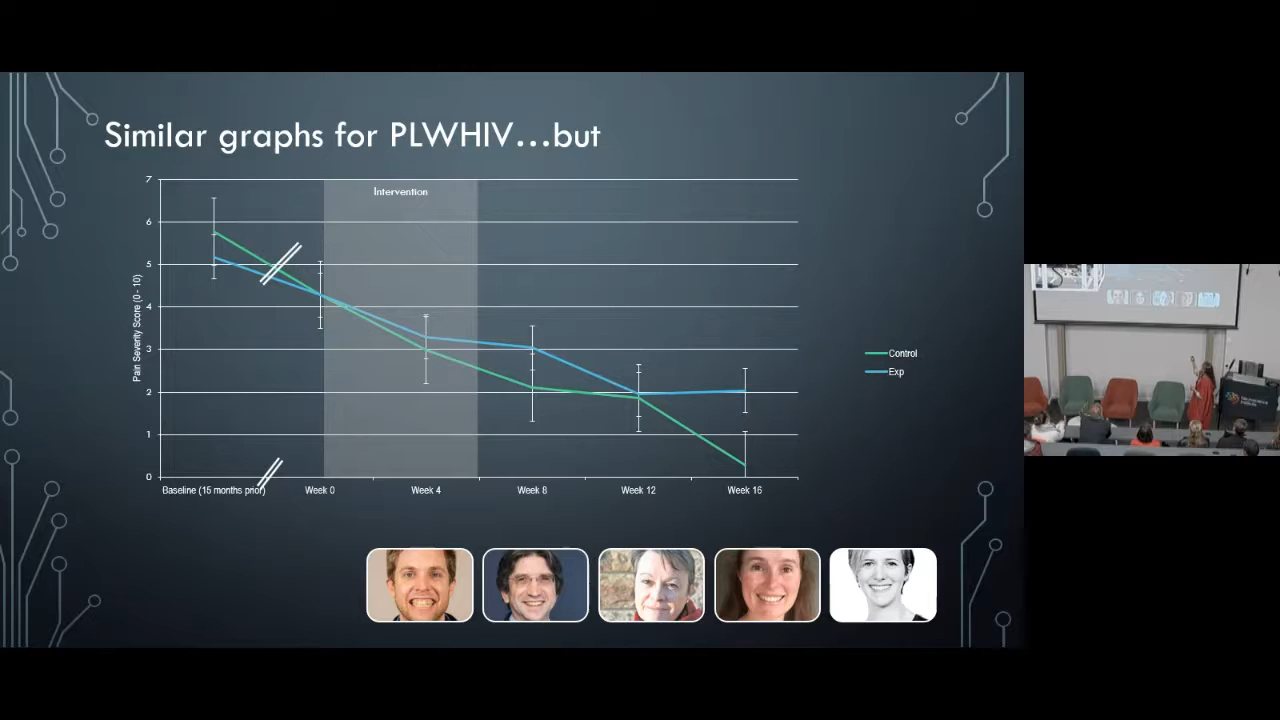 Similar graphs for PLWHIV...but
Intervention
7
6
5
4
3
2
1
0
Pain Severity Score (0 - 10)
Baseline (15 months prior)
Week 0
Week 4
Week 8
Week 12
Week 16
Control
Exp